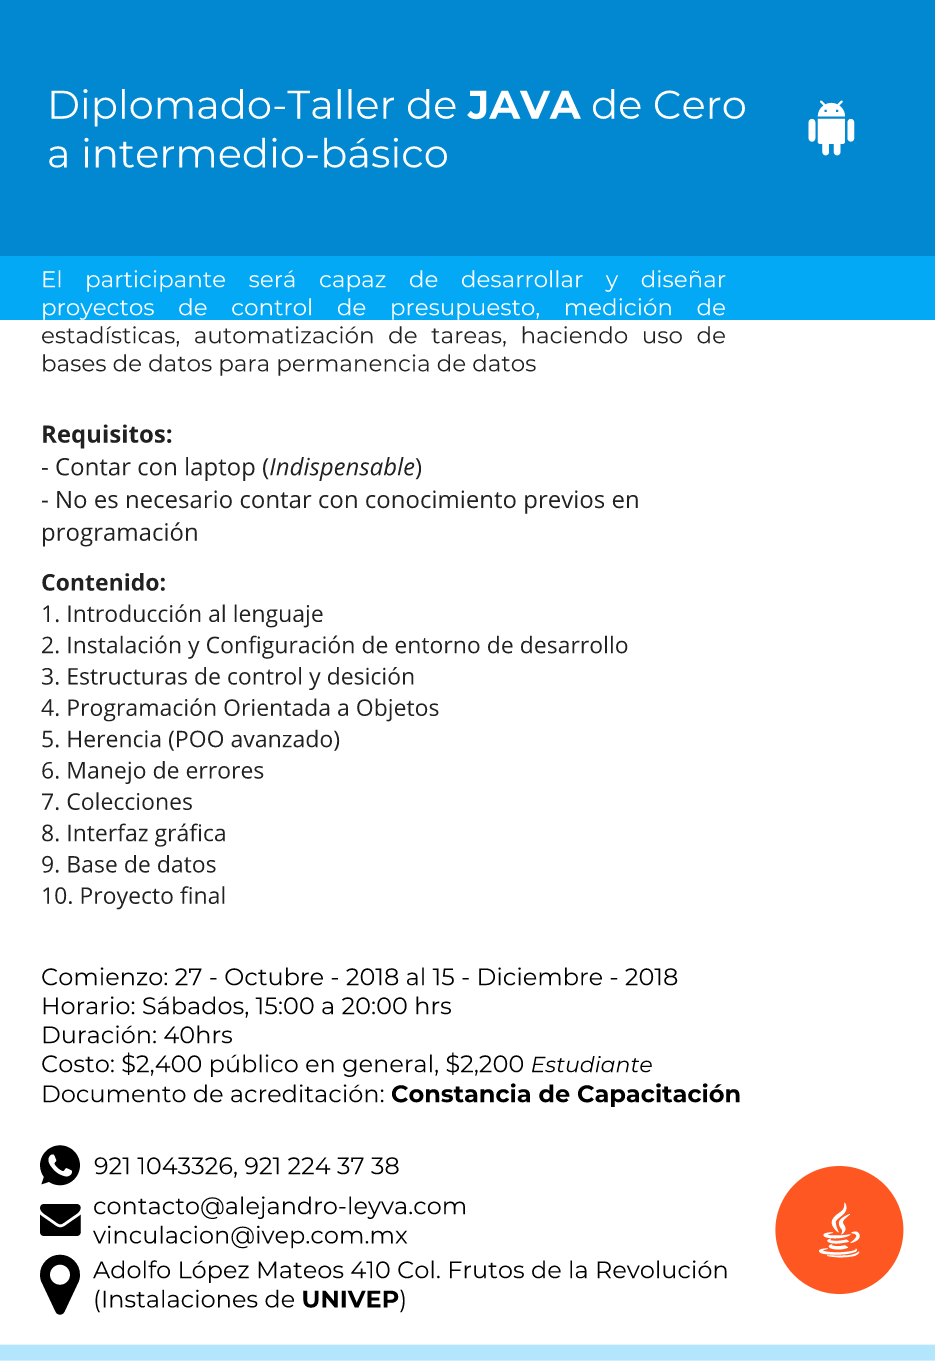 Diplomado-Taller de JAVA de Cero
a intermedio-básico
El participante será capaz de desarrollar y diseñar
proyectos de control de presupuesto, medición de
estadísticas, automatización de tareas, haciendo uso de
bases de datos para permanencia de datos
Requisitos:
- Contar con laptop (Indispensable)
- No es necesario contar con conocimiento previos en
programación
Contenido:
1. Introducción al lenguaje
2. Instalación y Configuración de entorno de desarrollo
3. Estructuras de control y desición
4. Programación Orientada a Objetos
5. Herencia (POO avanzado)
6. Manejo de errores
7. Colecciones
8. Interfaz gráfica
9. Base de datos
10. Proyecto final
Comienzo: 27 - Octubre - 2018 al 15 - Diciembre - 2018
Horario: Sábados, 15:00 a 20:00 hrs
Duración: 40hrs
Costo: $2,400 público en general, $2,200 Estudiante
Documento de acreditación: Constancia de Capacitación
921 1043326, 921 224 37 38
contacto@alejandro-leyva.com
vinculacion@ivep.com.mx
Adolfo López Mateos 410 Col. Frutos de la Revolución
(Instalaciones de UNIVEP)